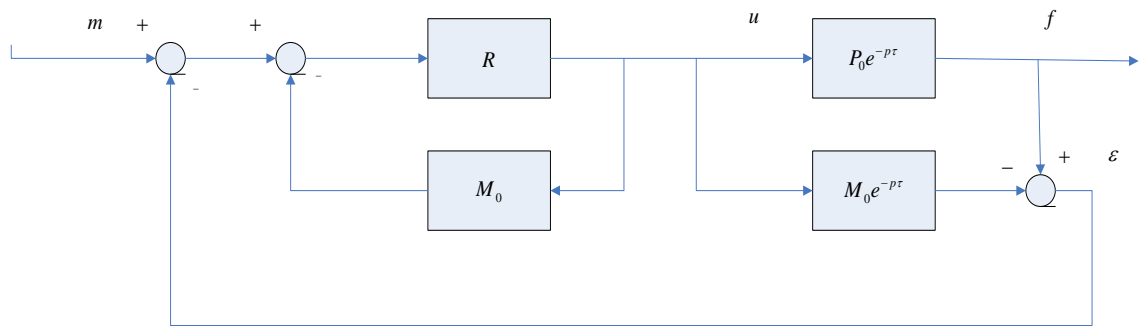 m + + u f
- -
R
P₀e^{-pτ}
M₀
M₀e^{-pτ}
− + ε